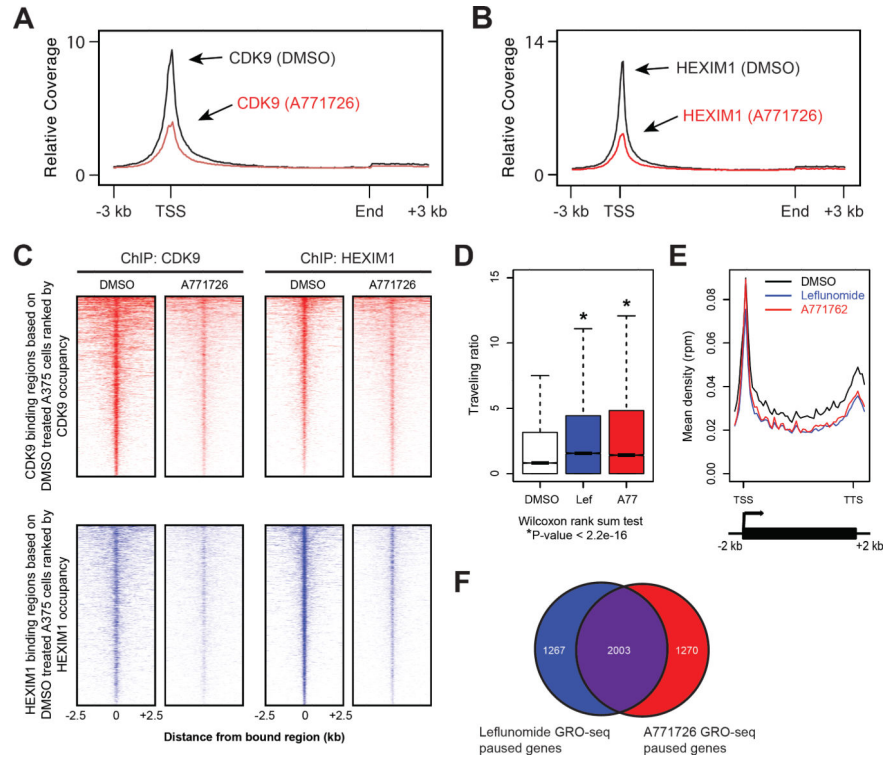 A
10
Relative Coverage
0
CDK9 (DMSO)
CDK9 (A771726)
-3 kb
TSS
End
+3 kb
B
14
Relative Coverage
0
HEXIM1 (DMSO)
HEXIM1 (A771726)
-3 kb
TSS
End
+3 kb
C
ChIP: CDK9
ChIP: HEXIM1
DMSO
A771726
DMSO
A771726
CDK9 binding regions based on
DMSO treated A375 cells ranked by
CDK9 occupancy
HEXIM1 binding regions based on
DMSO treated A375 cells ranked by
HEXIM1 occupancy
-2.5
0
+2.5
-2.5
0
+2.5
Distance from bound region (kb)
D
Traveling ratio
15
10
5
0
*
*
DMSO
Lef
A77
Wilcoxon rank sum test
*P-value < 2.2e-16
E
Mean density (rpm)
0.08
0.06
0.04
0.02
0.00
DMSO
Leflunomide
A771762
TSS
TTS
-2 kb
+2 kb
F
1267
2003
1270
Leflunomide GRO-seq
paused genes
A771726 GRO-seq
paused genes